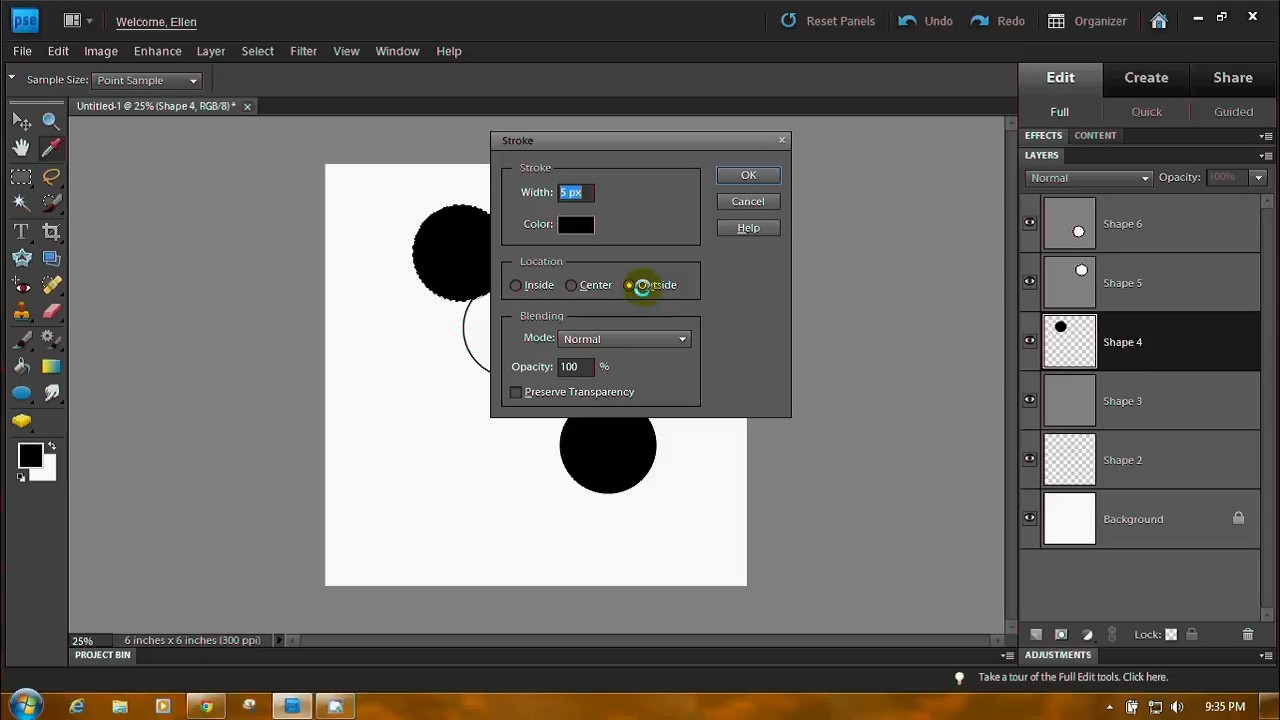 pse Welcome, Ellen Reset Panels Undo Redo Organizer
File Edit Image Enhance Layer Select Filter View Window Help
Sample Size: Point Sample
Edit Create Share
Untitled-1 @ 25% (Shape 4, RGB/8) *
Full Quick Guided
EFFECTS CONTENT
LAYERS
Normal Opacity: 100%
Stroke
Stroke
Width: 5 px
Color:
OK
Cancel
Help
Location
Inside Center Outside
Blending
Mode: Normal
Opacity: 100 %
Preserve Transparency
Shape 6
Shape 5
Shape 4
Shape 3
Shape 2
Background
T
25% 6 inches x 6 inches (300 ppi)
Lock:
PROJECT BIN
ADJUSTMENTS
Take a tour of the Full Edit tools. Click here.
9:35 PM